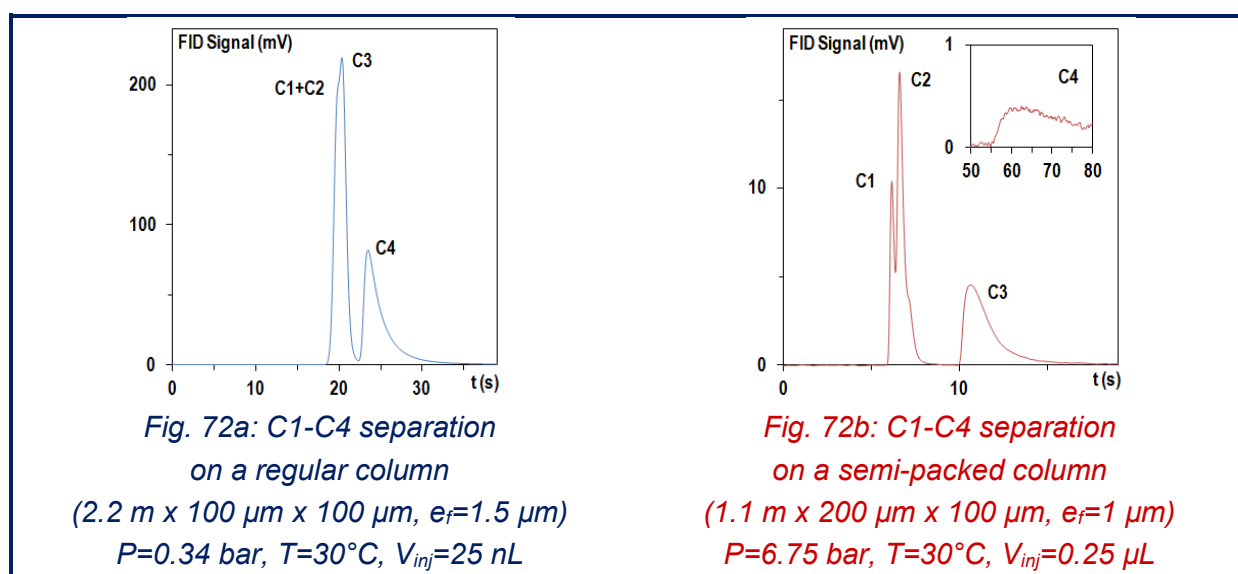 FID Signal (mV)
C3
C1+C2
200
100
C4
0
0
10
20
30
t (s)
Fig. 72a: C1-C4 separation
on a regular column
(2.2 m x 100 µm x 100 µm, ef=1.5 µm)
P=0.34 bar, T=30°C, Vinj=25 nL
FID Signal (mV)
1
C4
0
50
60
70
80
C2
C1
10
C3
0
0
10
t (s)
Fig. 72b: C1-C4 separation
on a semi-packed column
(1.1 m x 200 µm x 100 µm, ef=1 µm)
P=6.75 bar, T=30°C, Vinj=0.25 µL